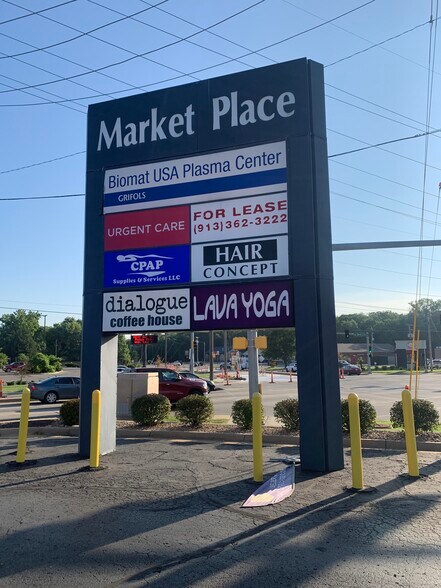 Market Place
Biomat USA Plasma Center
GRIFOLS
URGENT CARE
FOR LEASE
(913) 362-3222
CPAP
Supplies & Services LLC
HAIR
CONCEPT
dialogue
coffee house
LAVA YOGA